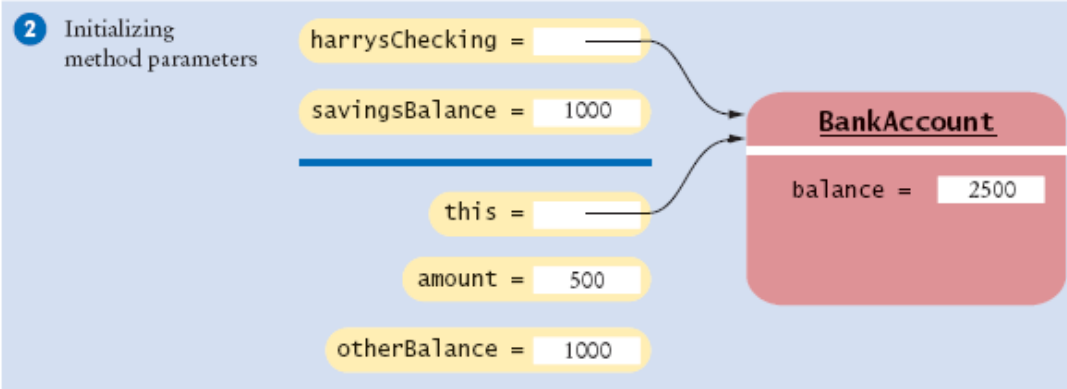 2 Initializing
method parameters
harrysChecking =
savingsBalance = 1000
BankAccount
balance = 2500
this =
amount = 500
otherBalance = 1000